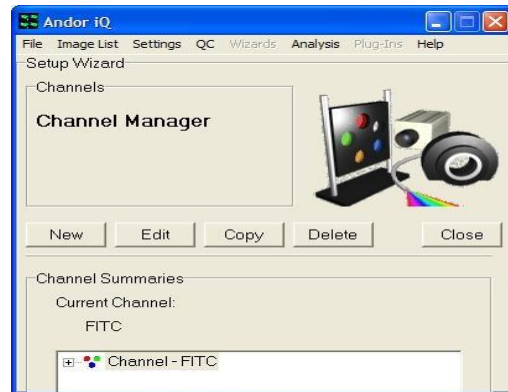 Andor iQ
File Image List Settings QC Wizards Analysis Plug-Ins Help
Setup Wizard
Channels
Channel Manager
New Edit Copy Delete Close
Channel Summaries
Current Channel:
FITC
Channel - FITC